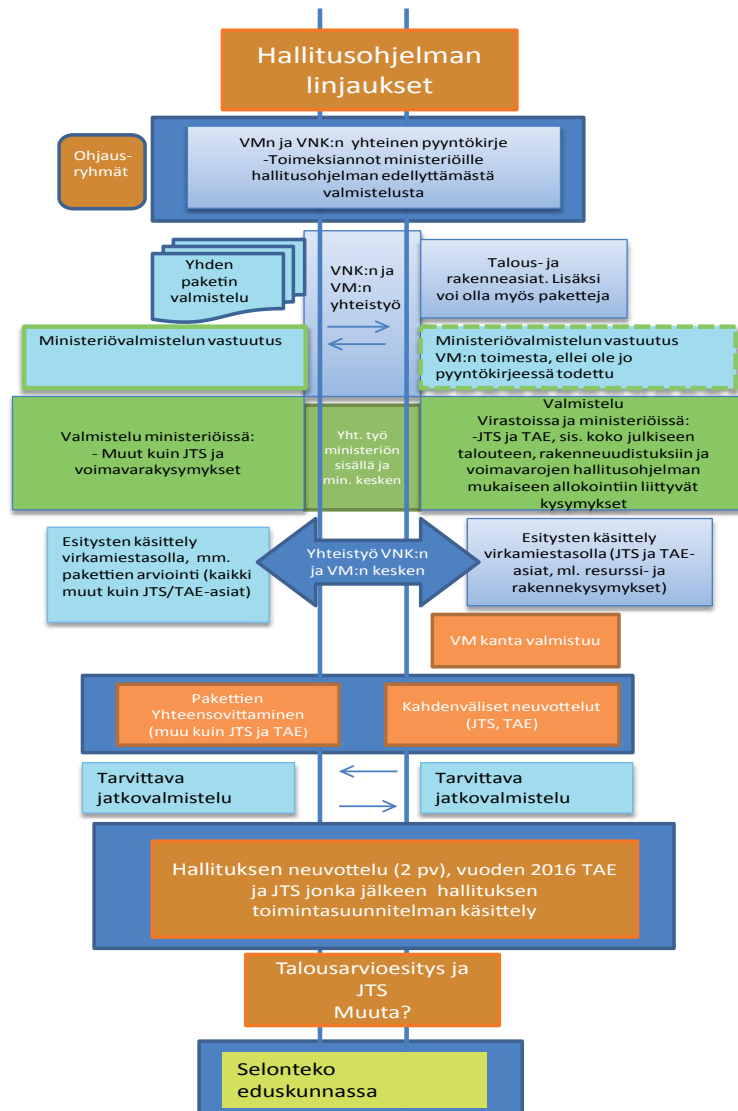 Hallitusohjelman
linjaukset
Ohjaus-
ryhmät
VMn ja VNK:n yhteinen pyyntökirje
-Toimeksiannot ministeriöille
hallitusohjelman edellyttämästä
valmistelusta
Yhden
paketin
valmistelu
VNK:n ja
VM:n
yhteistyö
Talous- ja
rakenneasiat. Lisäksi
voi olla myös paketteja
Ministeriövalmistelun vastuutus
Ministeriövalmistelun vastuutus
VM:n toimesta, ellei ole jo
pyyntökirjeessä todettu
Valmistelu ministeriöissä:
- Muut kuin JTS ja
voimavarakysymykset
Yht. työ
ministeriön
sisällä ja
min. kesken
Valmistelu
Virastoissa ja ministeriöissä:
-JTS ja TAE, sis. koko julkiseen
talouteen, rakenneuudistuksiin ja
voimavarojen hallitusohjelman
mukaiseen allokointiin liittyvät
kysymykset
Esitysten käsittely
virkamiestasolla, mm.
pakettien arviointi (kaikki
muut kuin JTS/TAE-asiat)
Yhteistyö VNK:n
ja VM:n kesken
Esitysten käsittely
virkamiestasolla (JTS ja TAE-
asiat, ml. resurssi- ja
rakennekysymykset)
VM kanta valmistuu
Pakettien
Yhteensovittaminen
(muu kuin JTS ja TAE)
Kahdenväliset neuvottelut
(JTS, TAE)
Tarvittava
jatkovalmistelu
Tarvittava
jatkovalmistelu
Hallituksen neuvottelu (2 pv), vuoden 2016 TAE
ja JTS jonka jälkeen hallituksen
toimintasuunnitelman käsittely
Talousarvioesitys ja
JTS
Muuta?
Selonteko
eduskunnassa